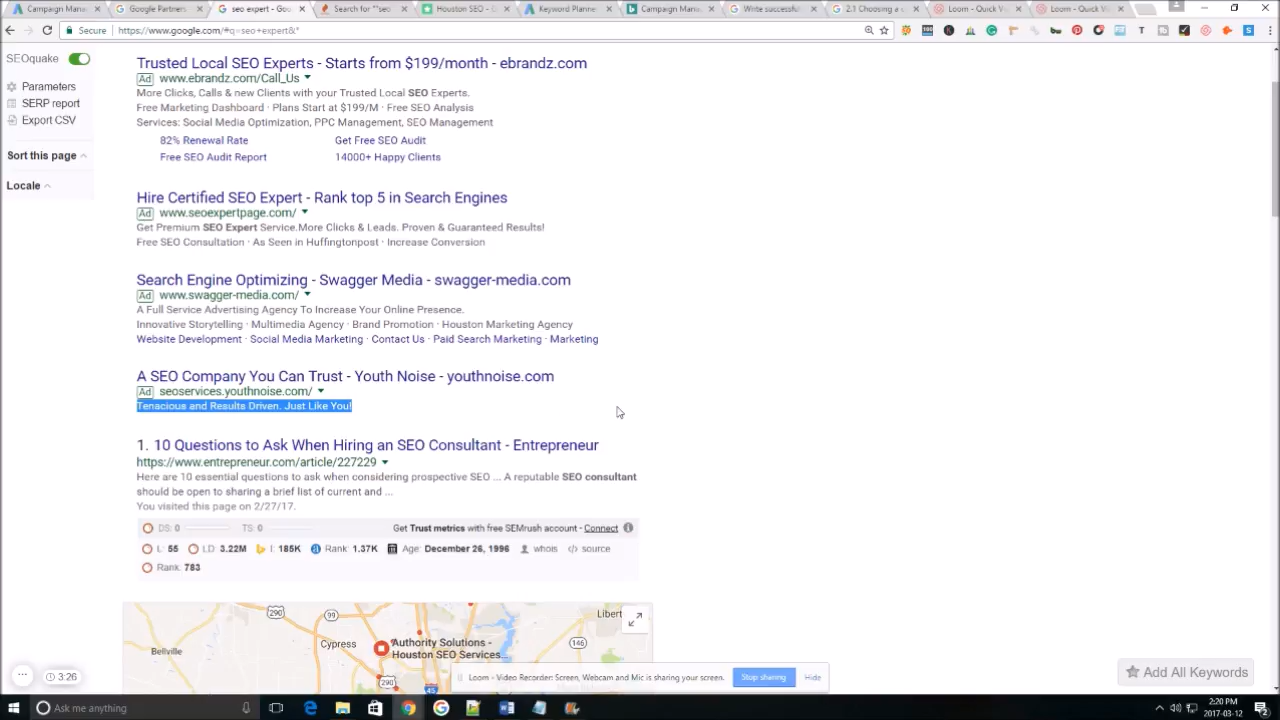 Campaign Mana
Google Partners
seo expert - Goo
Search for ""seo
Houston SEO - E
Keyword Planner
Campaign Mana
Write successful
2.1 Choosing a
Loom - Quick V
Loom - Quick Vi
Secure https://www.google.com/#q=seo+expert&*
SEOquake
Parameters
SERP report
Export CSV
Sort this page
Locale
Trusted Local SEO Experts - Starts from $199/month - ebrandz.com
Ad www.ebrandz.com/Call_Us
More Clicks, Calls & new Clients with your Trusted Local SEO Experts.
Free Marketing Dashboard · Plans Start at $199/M · Free SEO Analysis
Services: Social Media Optimization, PPC Management, SEO Management
82% Renewal Rate Get Free SEO Audit
Free SEO Audit Report 14000+ Happy Clients
Hire Certified SEO Expert - Rank top 5 in Search Engines
Ad www.seoexpertpage.com/
Get Premium SEO Expert Service.More Clicks & Leads. Proven & Guaranteed Results!
Free SEO Consultation · As Seen in Huffingtonpost · Increase Conversion
Search Engine Optimizing - Swagger Media - swagger-media.com
Ad www.swagger-media.com/
A Full Service Advertising Agency To Increase Your Online Presence.
Innovative Storytelling · Multimedia Agency · Brand Promotion · Houston Marketing Agency
Website Development · Social Media Marketing · Contact Us · Paid Search Marketing · Marketing
A SEO Company You Can Trust - Youth Noise - youthnoise.com
Ad seoservices.youthnoise.com/
Tenacious and Results Driven. Just Like You!
1. 10 Questions to Ask When Hiring an SEO Consultant - Entrepreneur
https://www.entrepreneur.com/article/227229
Here are 10 essential questions to ask when considering prospective SEO ... A reputable SEO consultant
should be open to sharing a brief list of current and ...
You visited this page on 2/27/17.
DS: 0 TS: 0 Get Trust metrics with free SEMrush account - Connect
L: 55 LD: 3.22M I: 185K Rank: 1.37K Age: December 26, 1996 whois source
Rank: 783
290
99
Libert
Cypress
Authority Solutions -
Houston SEO Services...
146
Bellville
290
45
Loom - Video Recorder: Screen, Webcam and Mic is sharing your screen.
Stop sharing
Hide
Add All Keywords
3:26
Ask me anything
2:20 PM
2017-03-12
2